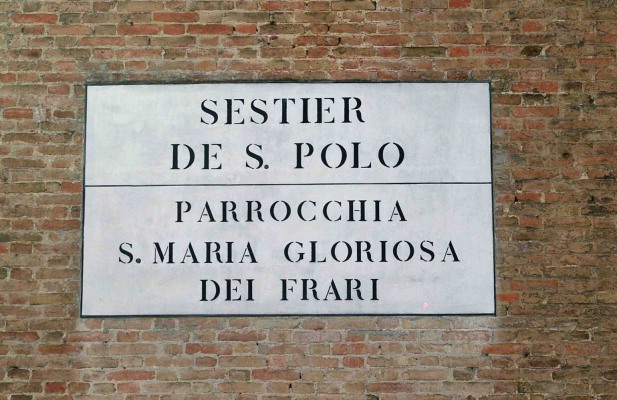 SESTIER
DE S. POLO
PARROCCHIA
S. MARIA GLORIOSA
DEI FRARI